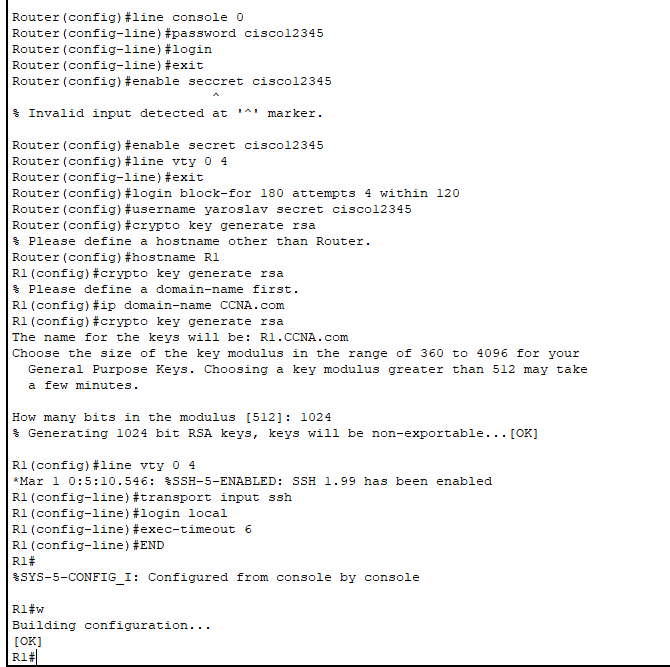 Router(config)#line console 0
Router(config-line)#password cisco12345
Router(config-line)#login
Router(config-line)#exit
Router(config)#enable seccret cisco12345
^
% Invalid input detected at '^' marker.
Router(config)#enable secret cisco12345
Router(config)#line vty 0 4
Router(config-line)#exit
Router(config)#login block-for 180 attempts 4 within 120
Router(config)#username yaroslav secret cisco12345
Router(config)#crypto key generate rsa
% Please define a hostname other than Router.
Router(config)#hostname R1
R1(config)#crypto key generate rsa
% Please define a domain-name first.
R1(config)#ip domain-name CCNA.com
R1(config)#crypto key generate rsa
The name for the keys will be: R1.CCNA.com
Choose the size of the key modulus in the range of 360 to 4096 for your
General Purpose Keys. Choosing a key modulus greater than 512 may take
a few minutes.
How many bits in the modulus [512]: 1024
% Generating 1024 bit RSA keys, keys will be non-exportable...[OK]
R1(config)#line vty 0 4
*Mar 1 0:5:10.546: %SSH-5-ENABLED: SSH 1.99 has been enabled
R1(config-line)#transport input ssh
R1(config-line)#login local
R1(config-line)#exec-timeout 6
R1(config-line)#END
R1#
%SYS-5-CONFIG_I: Configured from console by console
R1#w
Building configuration...
[OK]
R1#